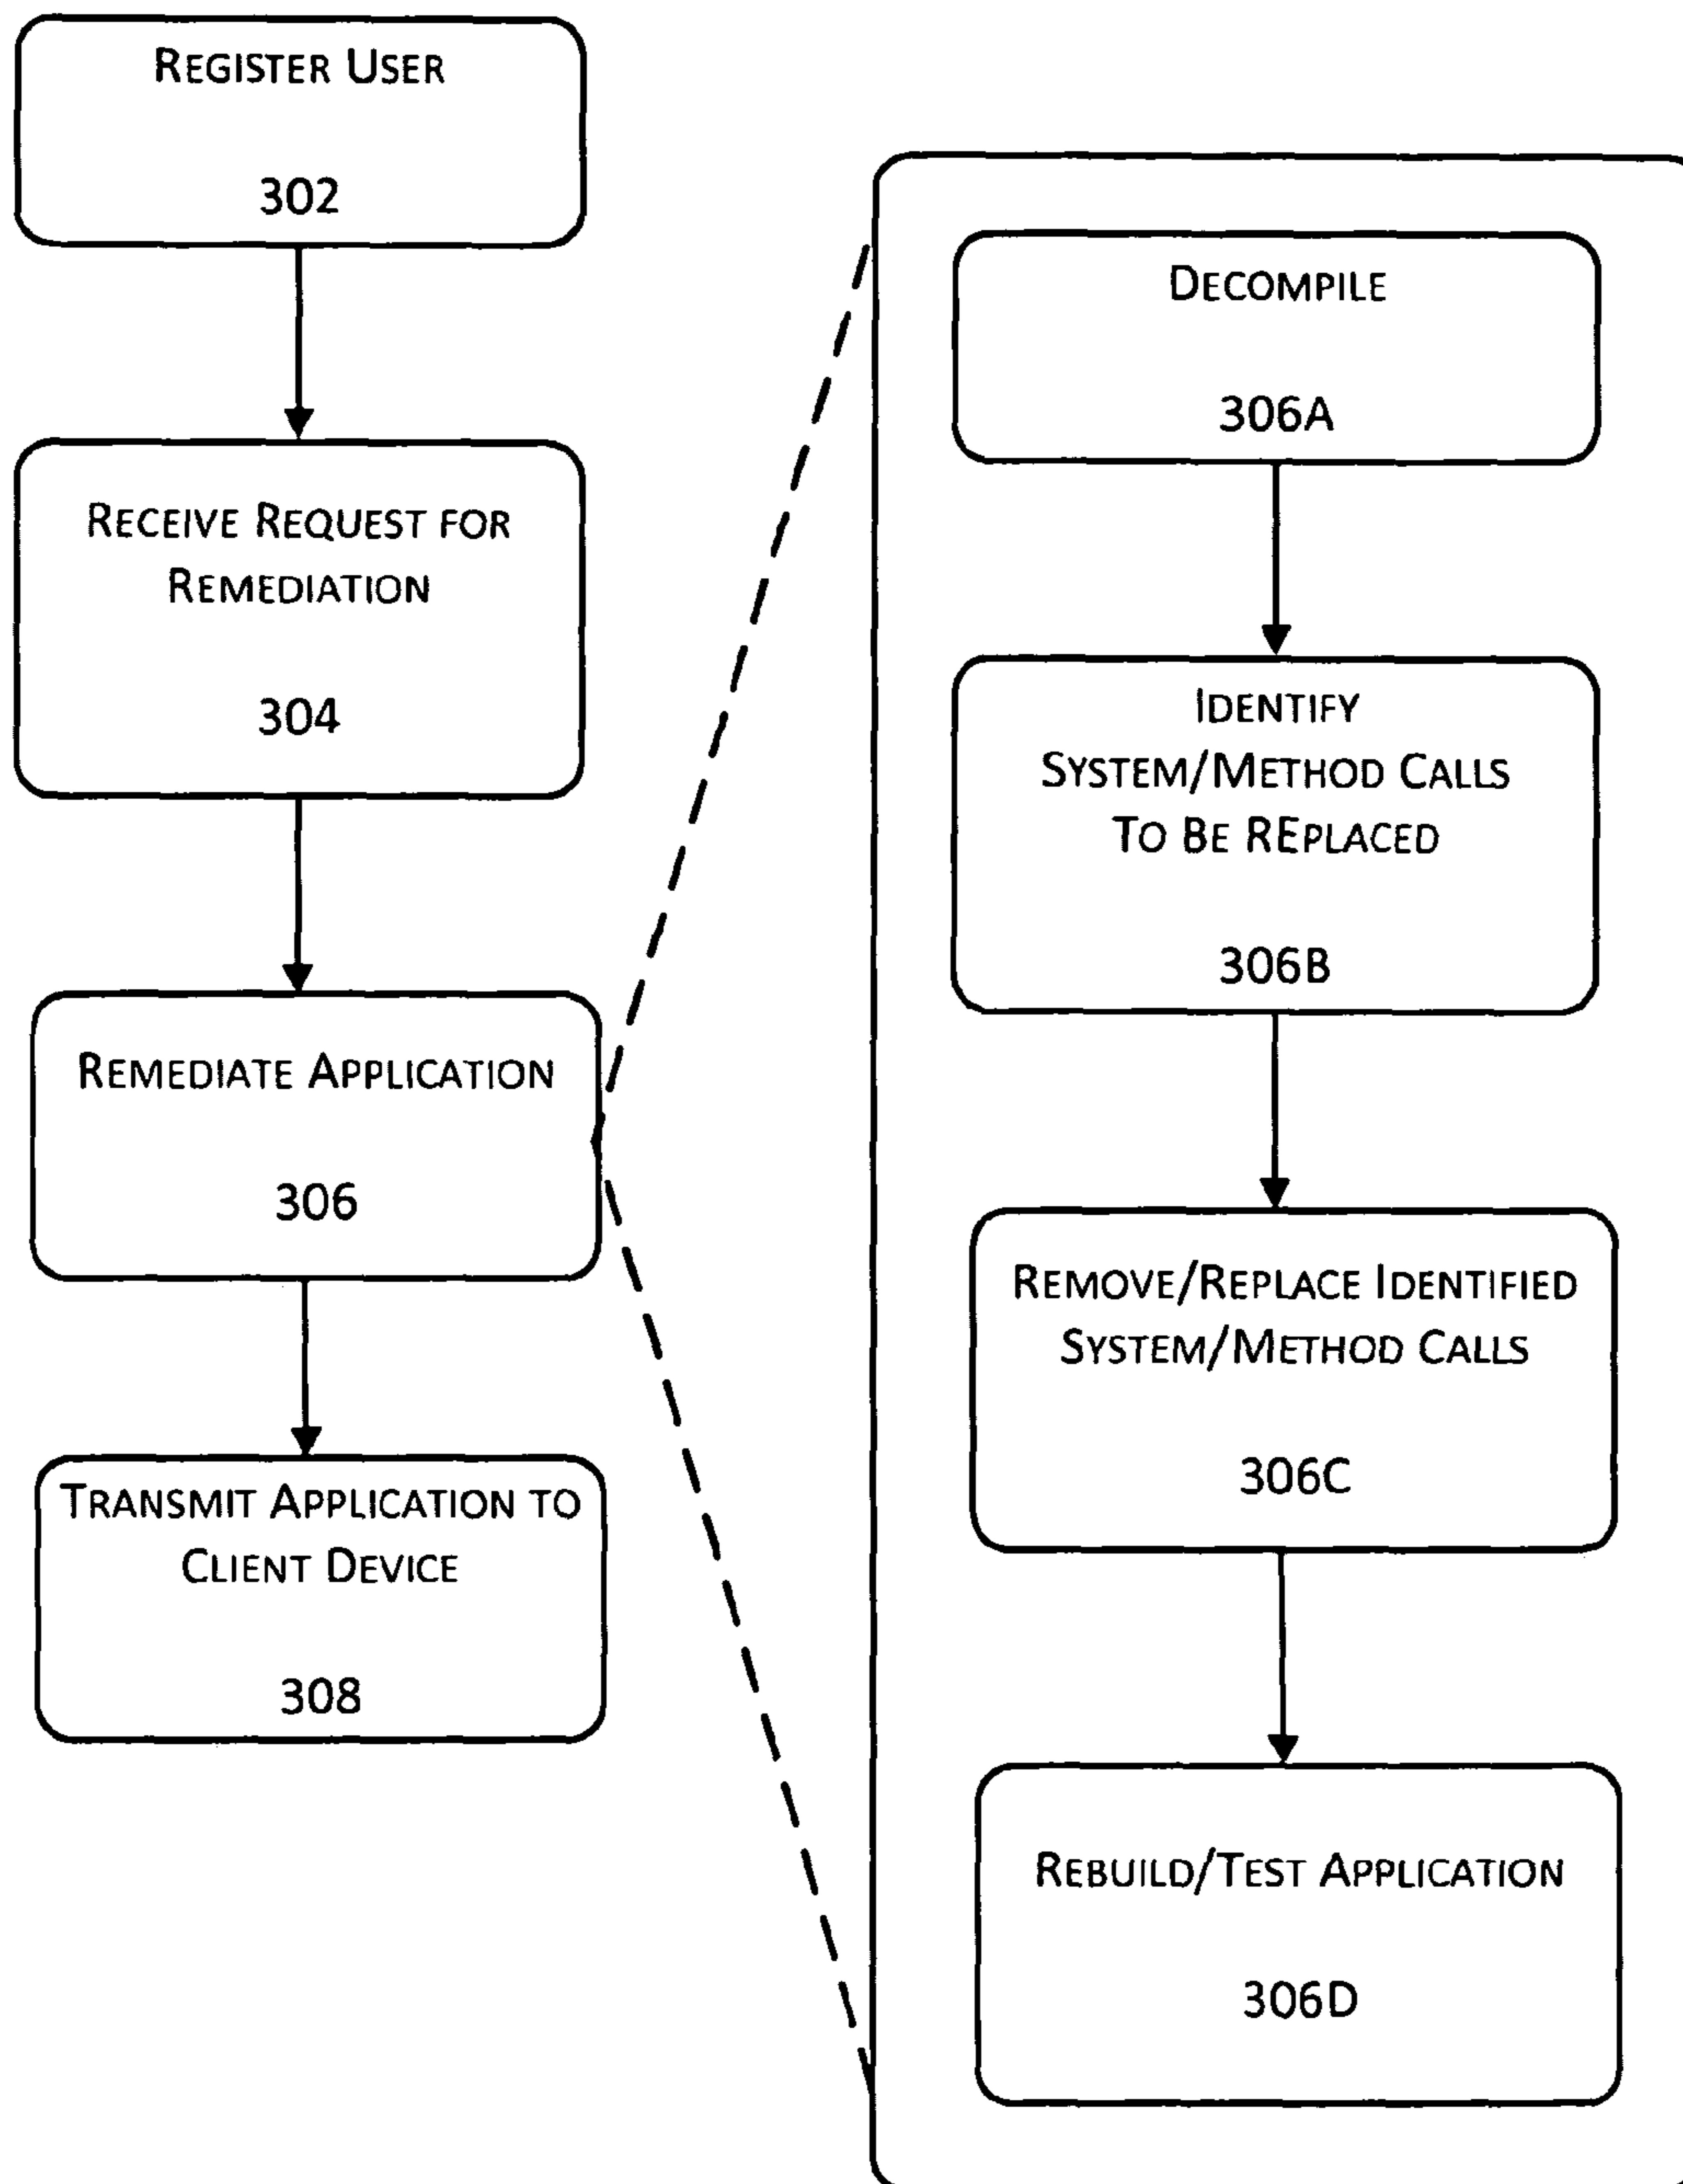 REGISTER USER
302
RECEIVE REQUEST FOR
REMEDIATION
304
REMEDIATE APPLICATION
306
TRANSMIT APPLICATION TO
CLIENT DEVICE
308
DECOMPILE
306A
IDENTIFY
SYSTEM/METHOD CALLS
TO BE REPLACED
306B
REMOVE/REPLACE IDENTIFIED
SYSTEM/METHOD CALLS
306C
REBUILD/TEST APPLICATION
306D